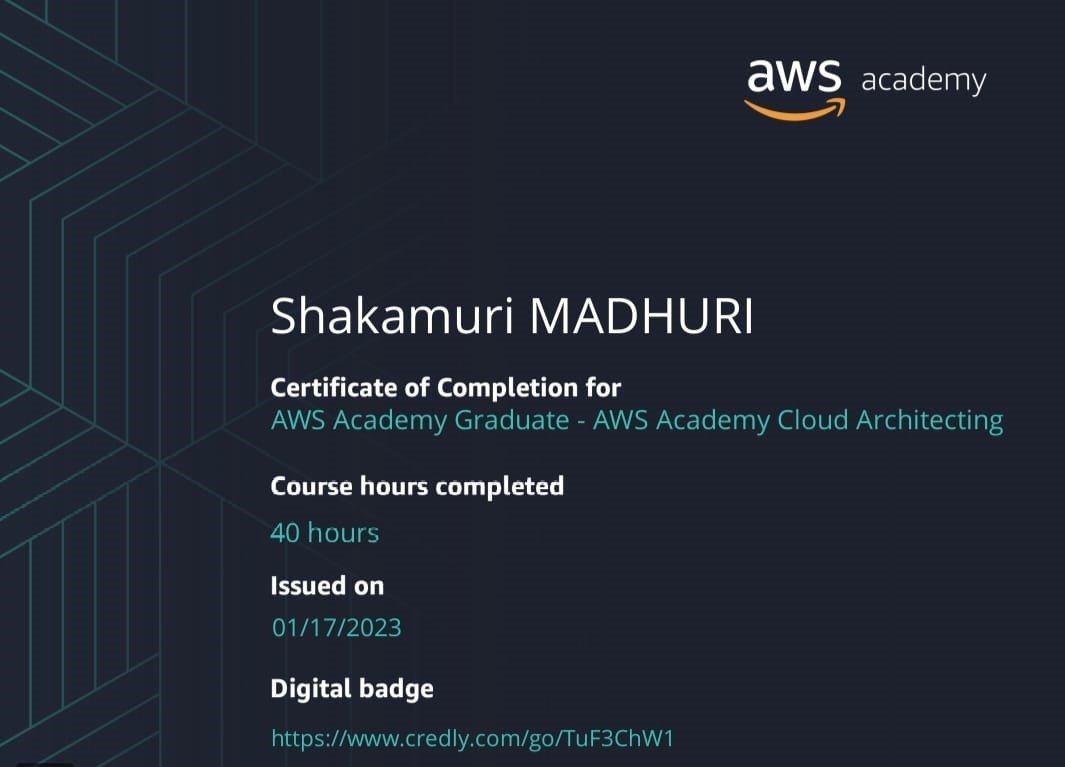 aws academy
Shakamuri MADHURI
Certificate of Completion for
AWS Academy Graduate - AWS Academy Cloud Architecting
Course hours completed
40 hours
Issued on
01/17/2023
Digital badge
https://www.credly.com/go/TuF3ChW1